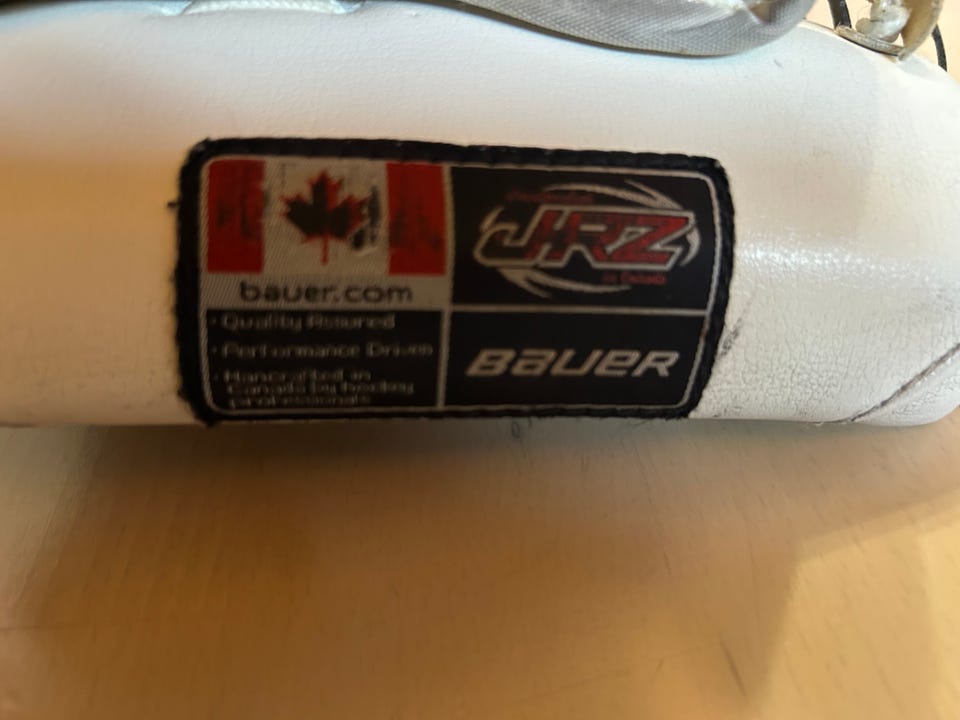 bauer.com
• Quality Assured
• Performance Driven
• Handcrafted in
Canada by hockey
professionals
JRZ
BAUER